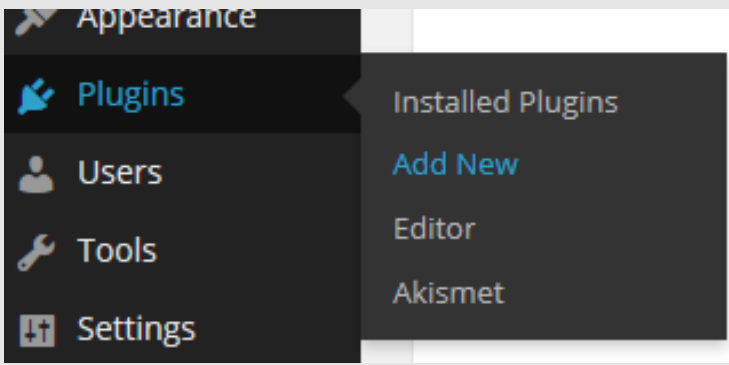 Appearance
Plugins
Installed Plugins
Add New
Editor
Akismet
Users
Tools
Settings